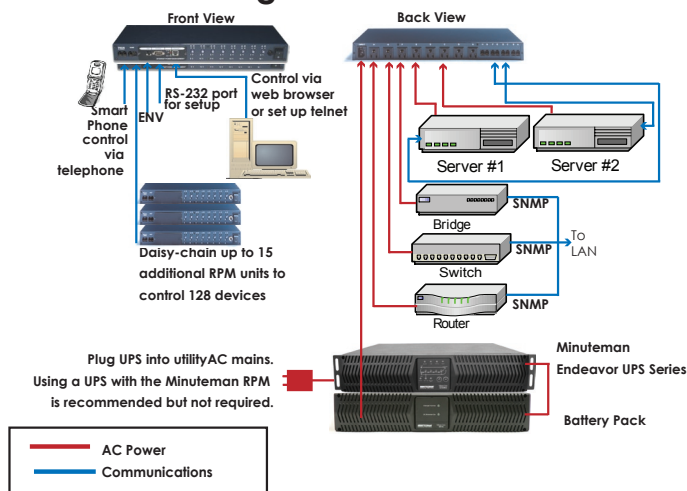 Front View
Back View
Smart
Phone
control
via
telephone
ENV
RS-232 port
for setup
Control via
web browser
or set up telnet
Daisy-chain up to 15
additional RPM units to
control 128 devices
Server #1
Server #2
Bridge
SNMP
Switch
SNMP
To
LAN
Router
SNMP
Plug UPS into utilityAC mains.
Using a UPS with the Minuteman RPM
is recommended but not required.
Minuteman
Endeavor UPS Series
Battery Pack
AC Power
Communications